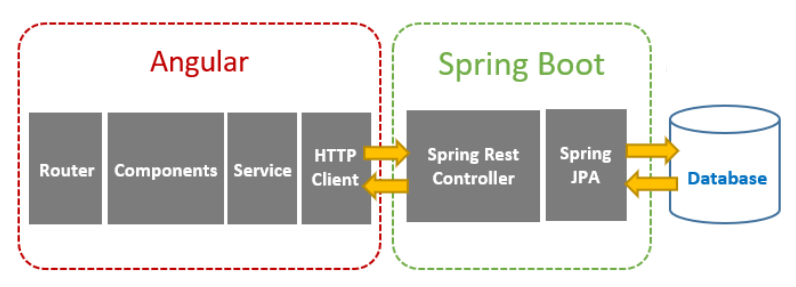 Angular
Spring Boot
Router
Components
Service
HTTP
Client
Spring Rest
Controller
Spring
JPA
Database